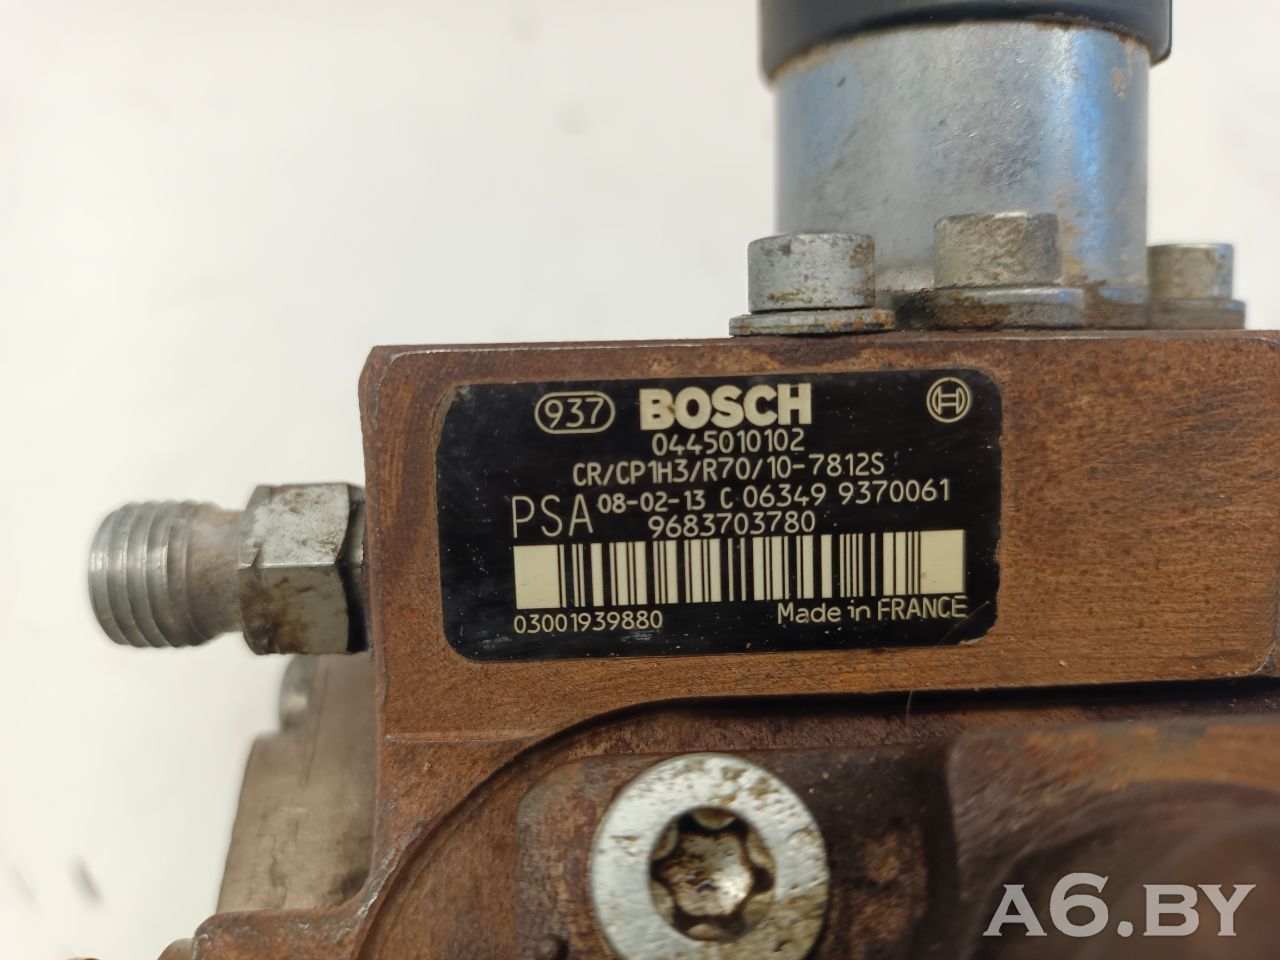 937 BOSCH
0445010102
CR/CP1H3/R70/10-7812S
PSA 08-02-13 C 06349 9370061
9683703780
03001939880 Made in FRANCE
A6.BY